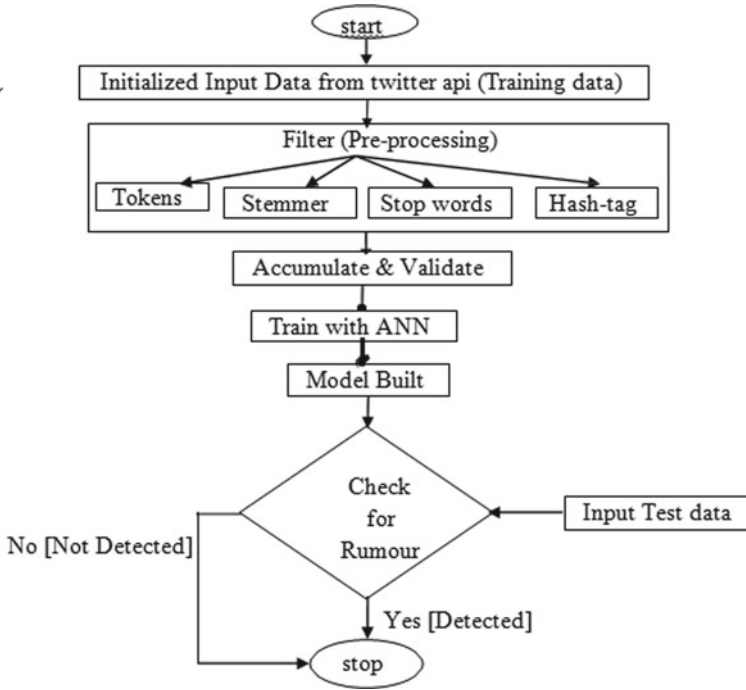 start
Initialized Input Data from twitter api (Training data)
Filter (Pre-processing)
Tokens
Stemmer
Stop words
Hash-tag
Accumulate & Validate
Train with ANN
Model Built
Check
for
Rumour
Input Test data
No [Not Detected]
Yes [Detected]
stop